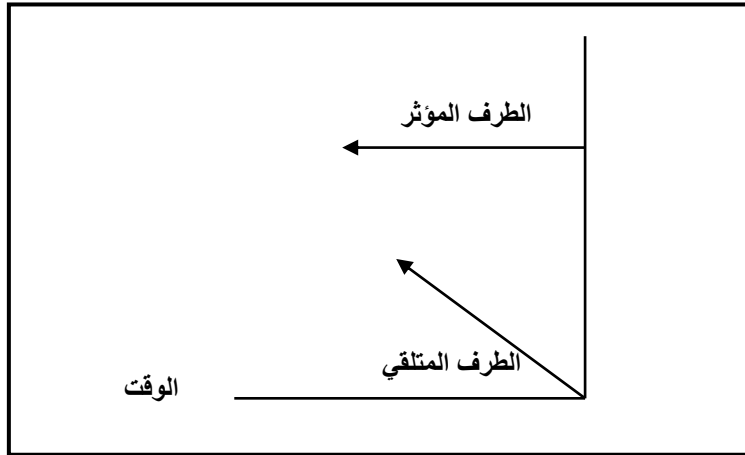 الطرف المؤثر
الطرف المتلقي
الوقت